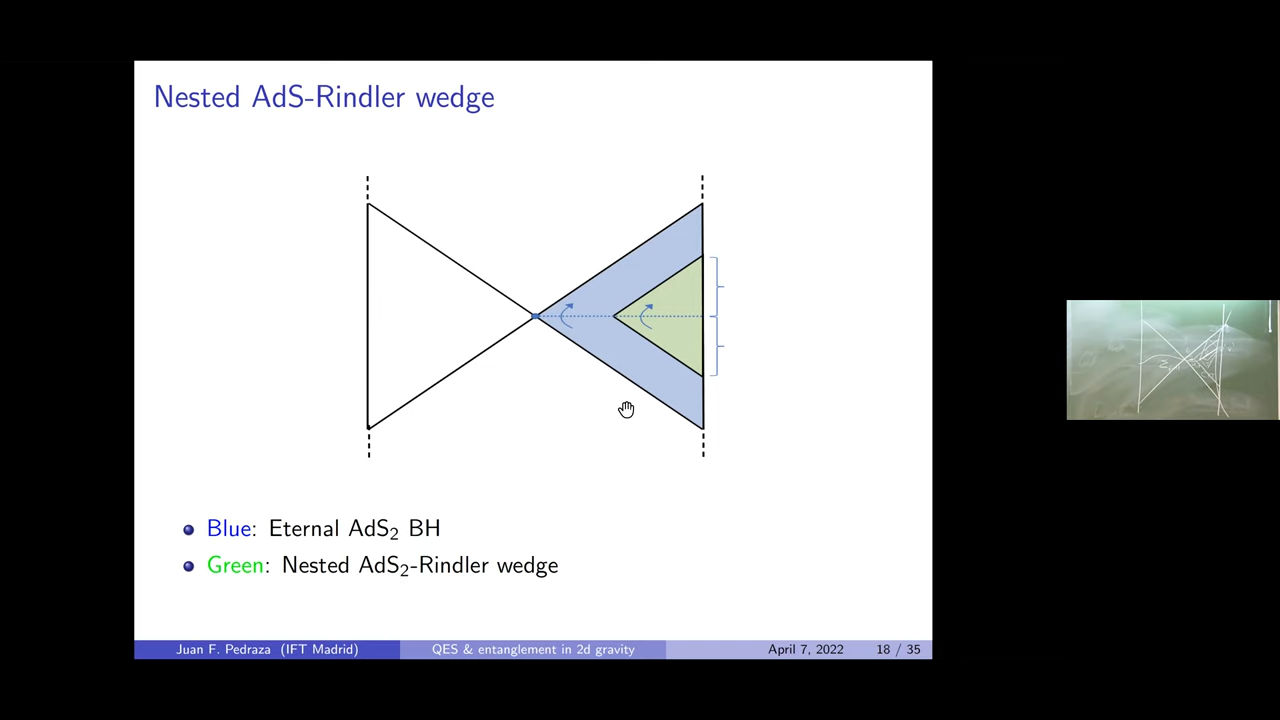 Nested AdS-Rindler wedge
Blue: Eternal AdS₂ BH
Green: Nested AdS₂-Rindler wedge
Juan F. Pedraza (IFT Madrid) QES & entanglement in 2d gravity April 7, 2022 18 / 35